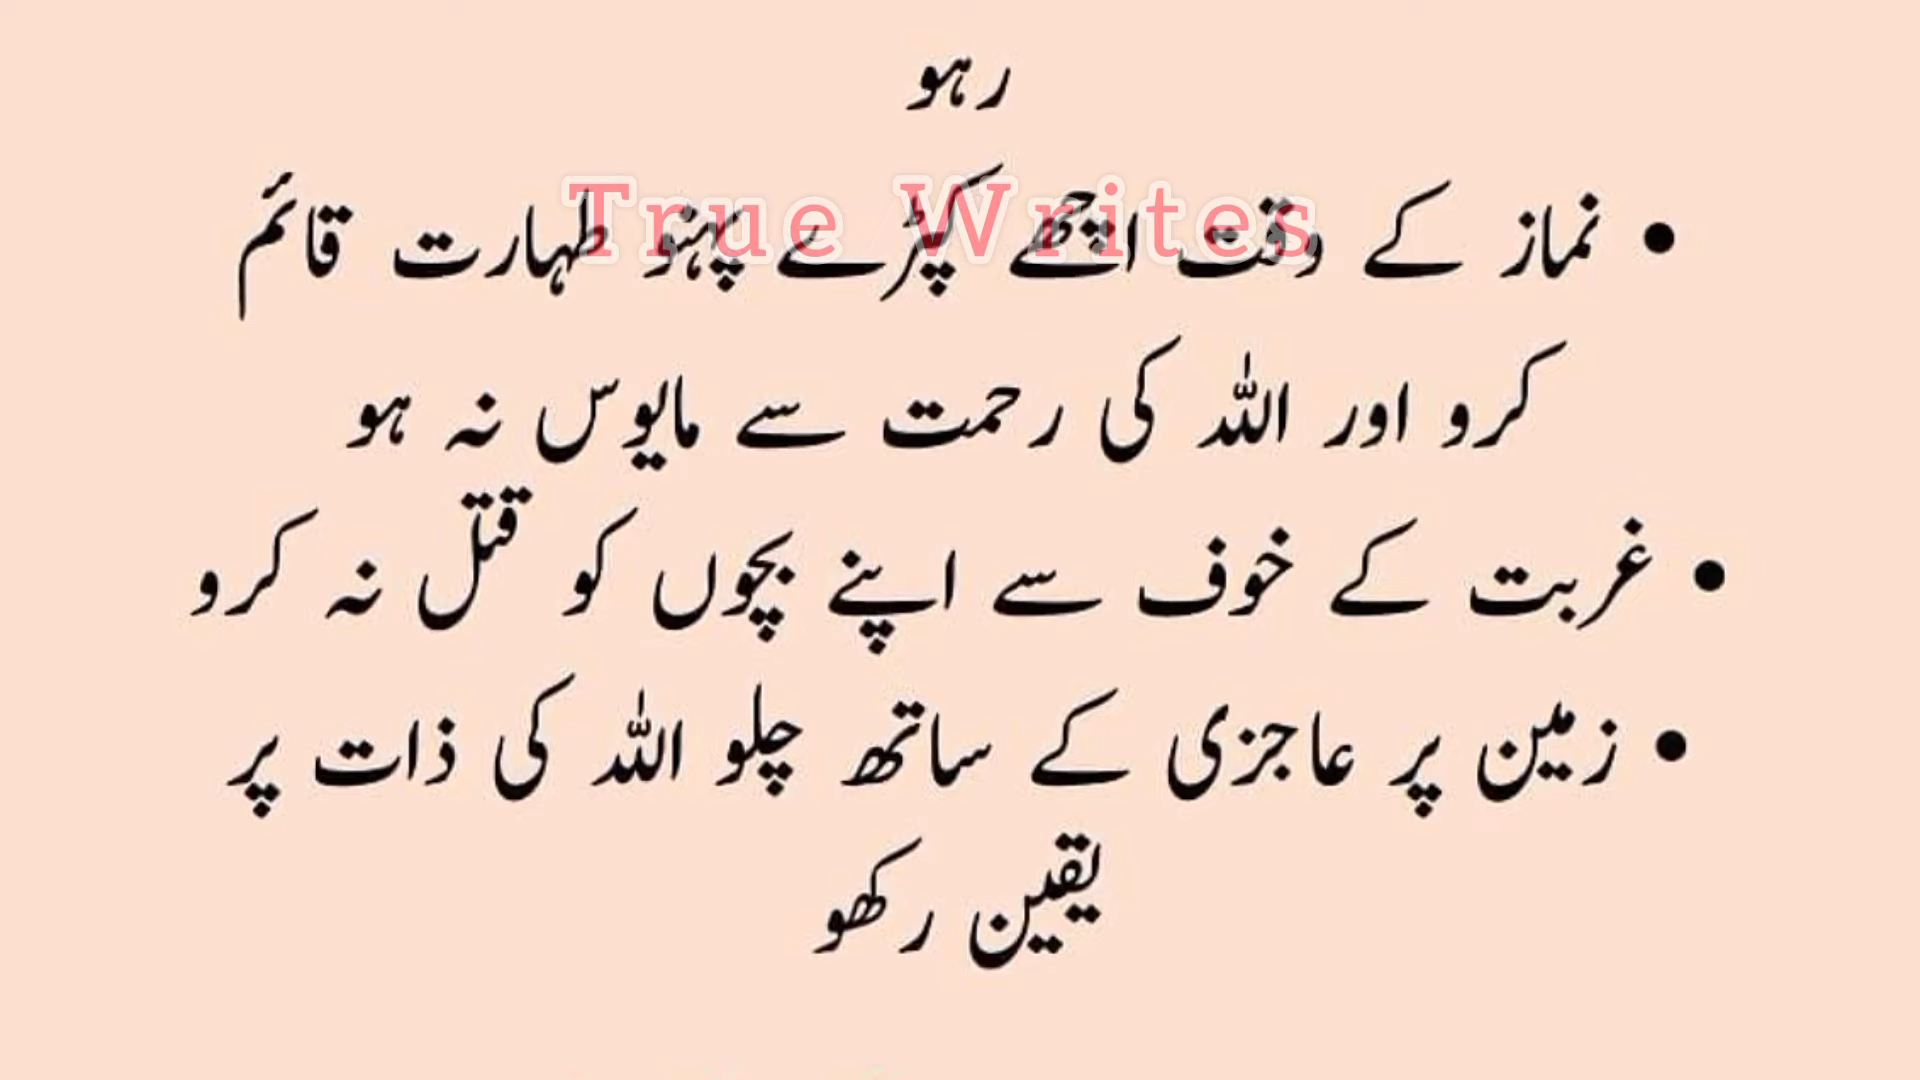 رہو
True Writes
• نماز کے وقت اچھے کپڑے پہنو طہارت قائم
کرو اور اللہ کی رحمت سے مایوس نہ ہو
• غربت کے خوف سے اپنے بچوں کو قتل نہ کرو
• زمین پر عاجزی کے ساتھ چلو اللہ کی ذات پر
یقین رکھو